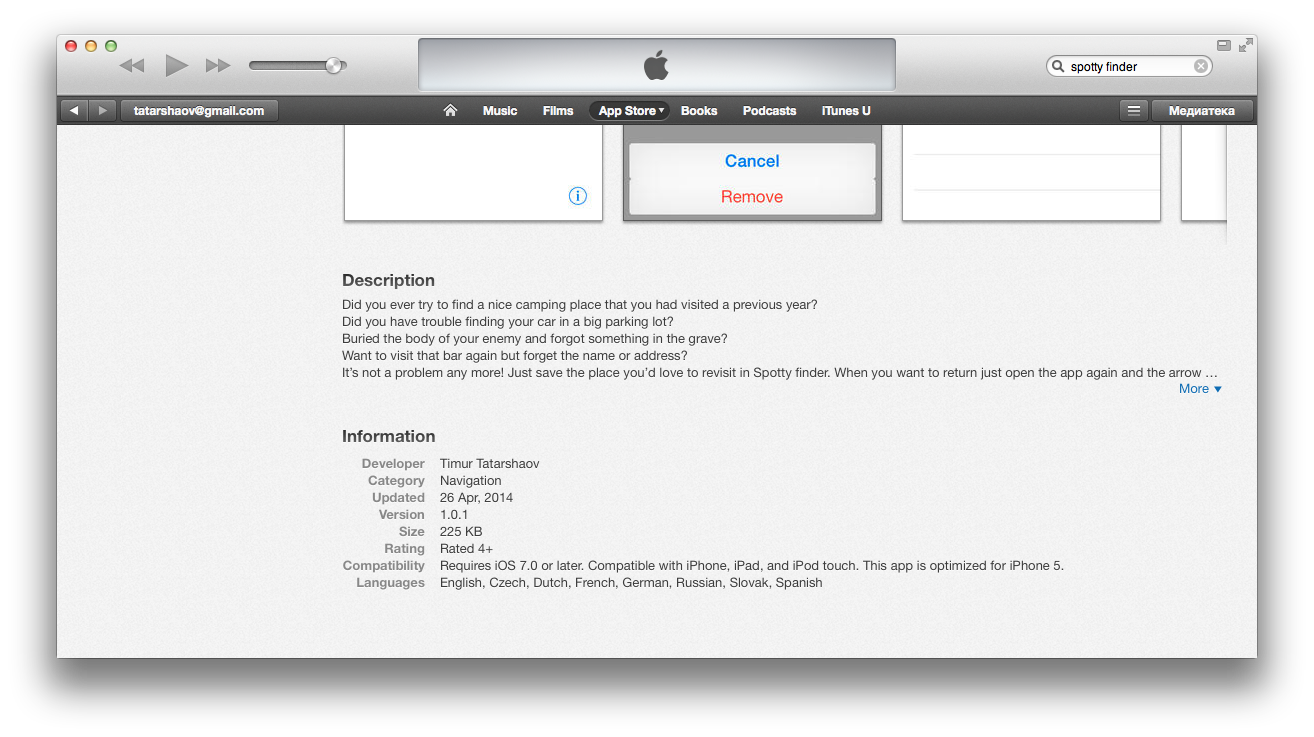 spotty finder
tatarshaov@gmail.com
Music
Films
App Store
Books
Podcasts
iTunes U
Медиатека
Cancel
Remove
Description
Did you ever try to find a nice camping place that you had visited a previous year?
Did you have trouble finding your car in a big parking lot?
Buried the body of your enemy and forgot something in the grave?
Want to visit that bar again but forget the name or address?
It's not a problem any more! Just save the place you'd love to revisit in Spotty finder. When you want to return just open the app again and the arrow ...
More
Information
Developer Timur Tatarshaov
Category Navigation
Updated 26 Apr, 2014
Version 1.0.1
Size 225 KB
Rating Rated 4+
Compatibility Requires iOS 7.0 or later. Compatible with iPhone, iPad, and iPod touch. This app is optimized for iPhone 5.
Languages English, Czech, Dutch, French, German, Russian, Slovak, Spanish